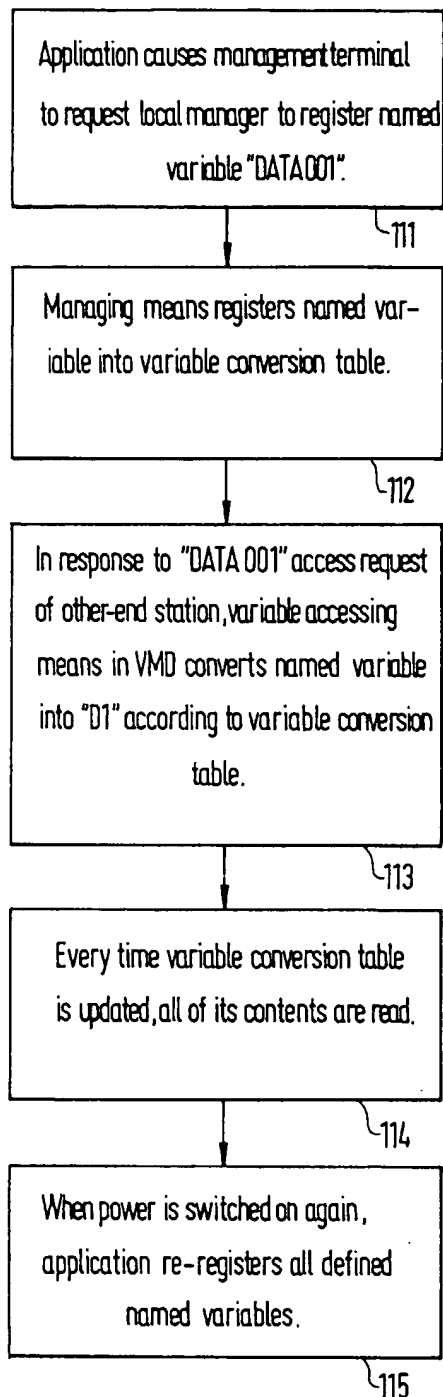 Application causes management terminal
to request local manager to register named
variable "DATA 001".
111
Managing means registers named var-
iable into variable conversion table.
112
In response to "DATA 001" access request
of other-end station, variable accessing
means in VMD converts named variable
into "D1" according to variable conversion
table.
113
Every time variable conversion table
is updated, all of its contents are read.
114
When power is switched on again,
application re-registers all defined
named variables.
115